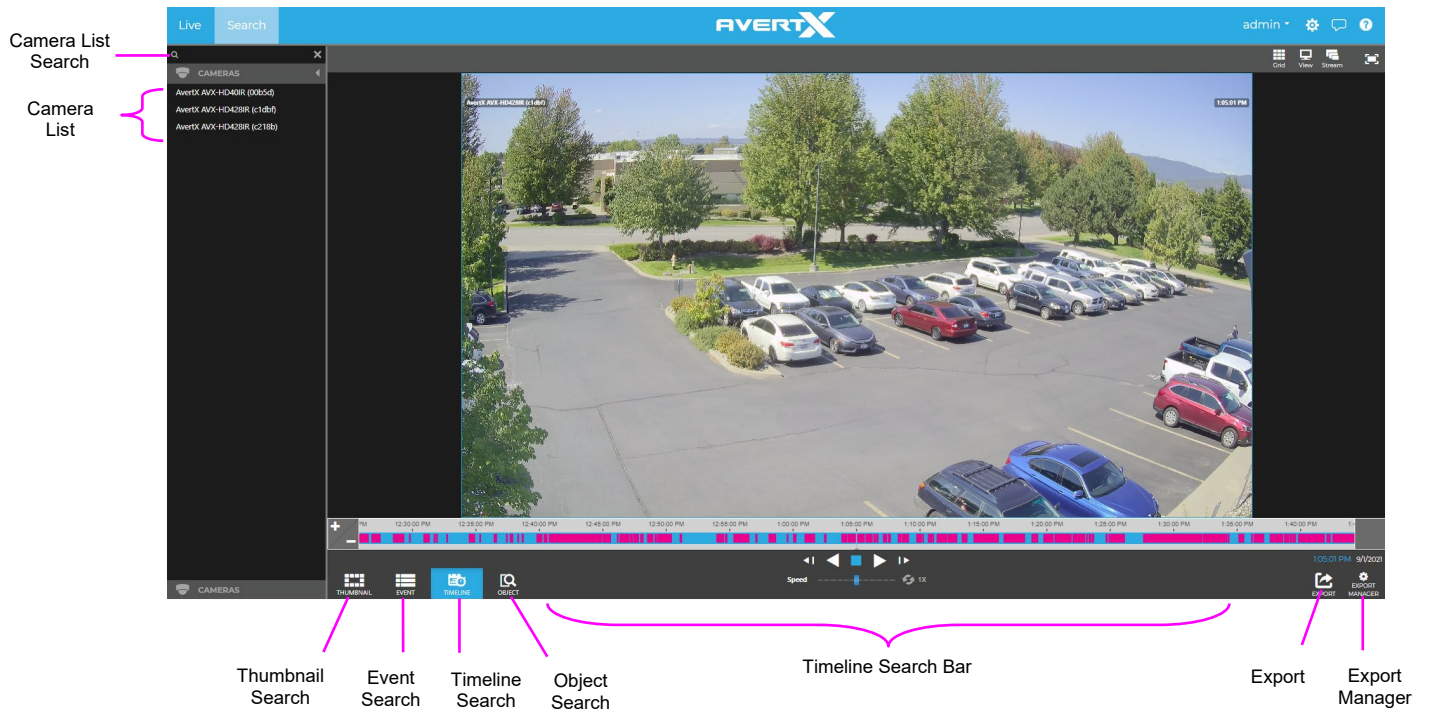 Live
Search
AVERTX
admin
Camera List
Search
CAMERAS
Grid
View
Stream
Camera
List
AvertX AVX-HD40IR (00b5d)
AvertX AVX-HD428IR (c1dbf)
AvertX AVX-HD428IR (c218b)
AvertX AVX-HD428IR (c1dbf)
1:05:01 PM
PM 12:30:00 PM 12:35:00 PM 12:40:00 PM 12:45:00 PM 12:50:00 PM 12:55:00 PM 1:00:00 PM 1:05:00 PM 1:10:00 PM 1:15:00 PM 1:20:00 PM 1:25:00 PM 1:30:00 PM 1:35:00 PM 1:40:00 PM 1:4
1:05:01 PM 9/1/2021
Speed 1X
CAMERAS
THUMBNAIL
EVENT
TIMELINE
OBJECT
EXPORT
EXPORT
MANAGER
Thumbnail
Search
Event
Search
Timeline
Search
Object
Search
Timeline Search Bar
Export
Export
Manager